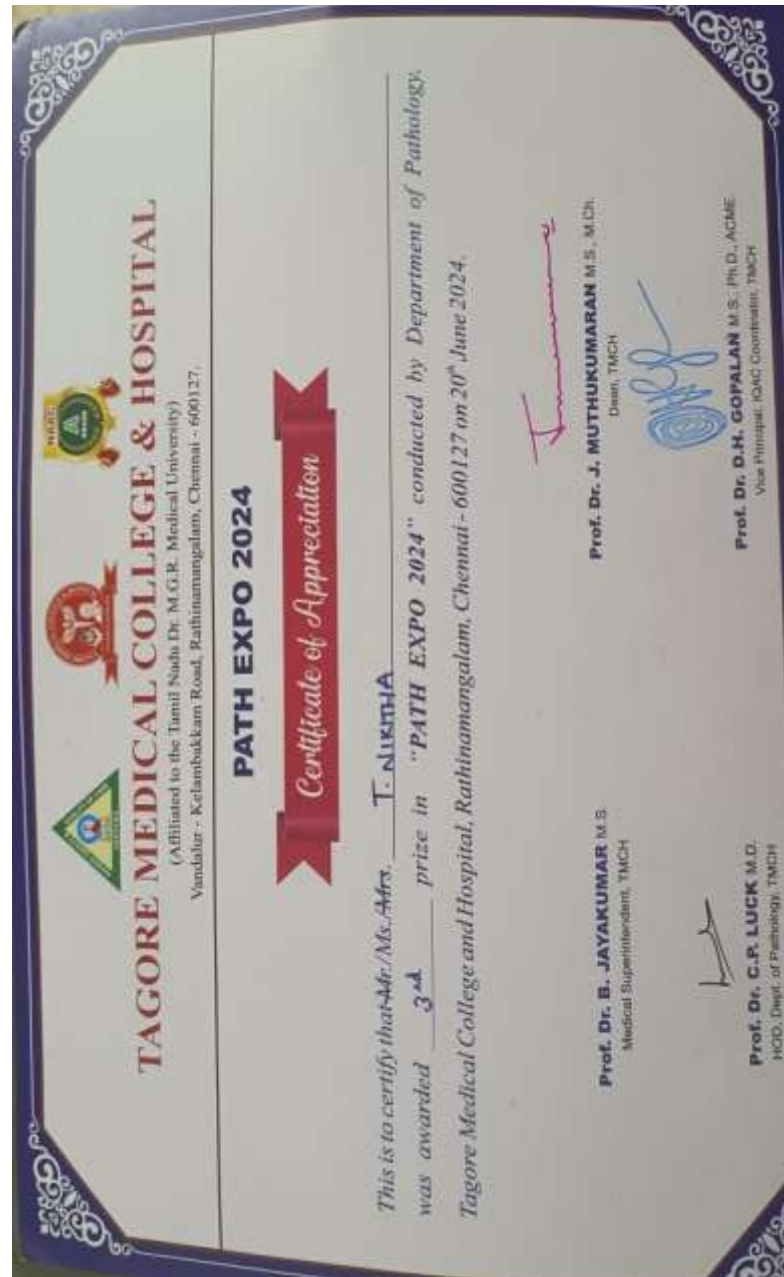 NAAC
TAGORE MEDICAL COLLEGE & HOSPITAL
(Affiliated to the Tamil Nadu Dr. M.G.R. Medical University)
Vandalur - Kelambakkam Road, Rathinamangalam, Chennai - 600127.
PATH EXPO 2024
Certificate of Appreciation
This is to certify that Mr./Ms./Mrs. T. NIKITHA
was awarded 3rd prize in "PATH EXPO 2024" conducted by Department of Pathology,
Tagore Medical College and Hospital, Rathinamangalam, Chennai - 600127 on 20th June 2024.
Prof. Dr. B. JAYAKUMAR M.S.
Medical Superintendent, TMCH
Prof. Dr. J. MUTHUKUMARAN M.S., M.Ch.
Dean, TMCH
Prof. Dr. C.P. LUCK M.D.
HOD, Dept. of Pathology, TMCH
Prof. Dr. D.H. GOPALAN M.S., Ph.D., ACME
Vice Principal, IQAC Coordinator, TMCH